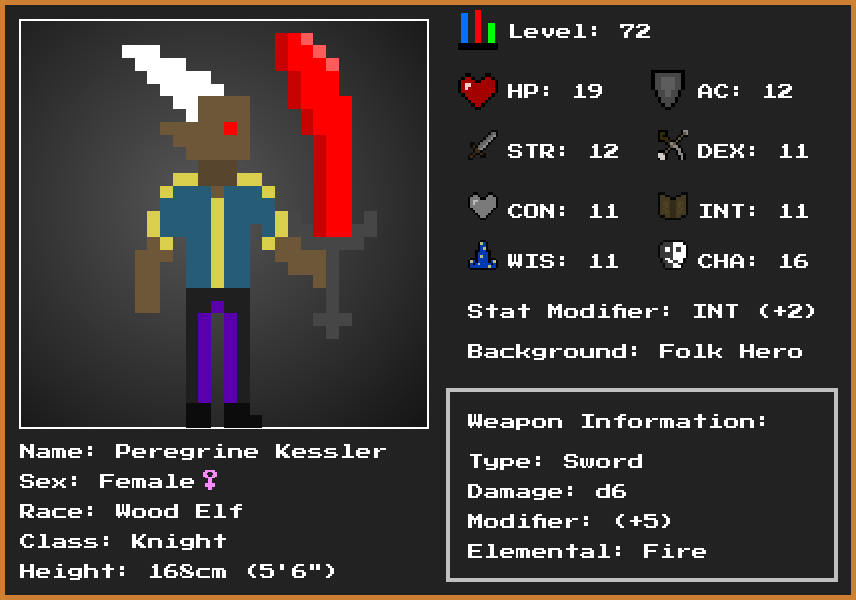 Level: 72
HP: 19 AC: 12
STR: 12 DEX: 11
CON: 11 INT: 11
WIS: 11 CHA: 16
Stat Modifier: INT (+2)
Background: Folk Hero
Weapon Information:
Type: Sword
Damage: d6
Modifier: (+5)
Elemental: Fire
Name: Peregrine Kessler
Sex: Female♀
Race: Wood Elf
Class: Knight
Height: 168cm (5'6")